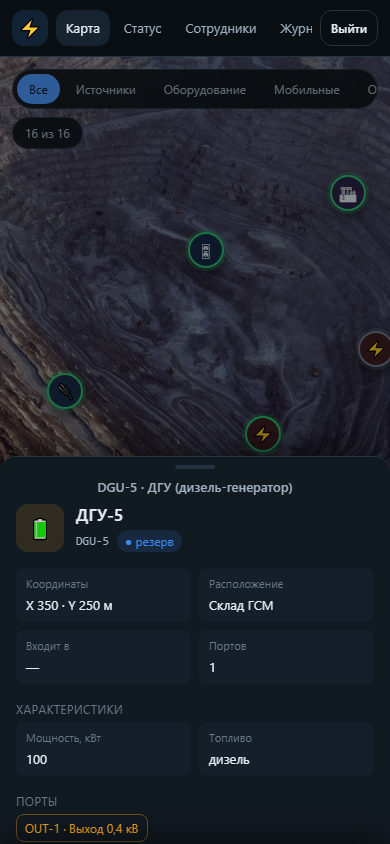 Карта Статус Сотрудники Журн Выйти
Все Источники Оборудование Мобильные О
16 из 16
DGU-5 · ДГУ (дизель-генератор)
ДГУ-5
DGU-5 резерв
Координаты Расположение
X 350 · Y 250 м Склад ГСМ
Входит в Портов
— 1
ХАРАКТЕРИСТИКИ
Мощность, кВт Топливо
100 дизель
ПОРТЫ
OUT-1 · Выход 0,4 кВ